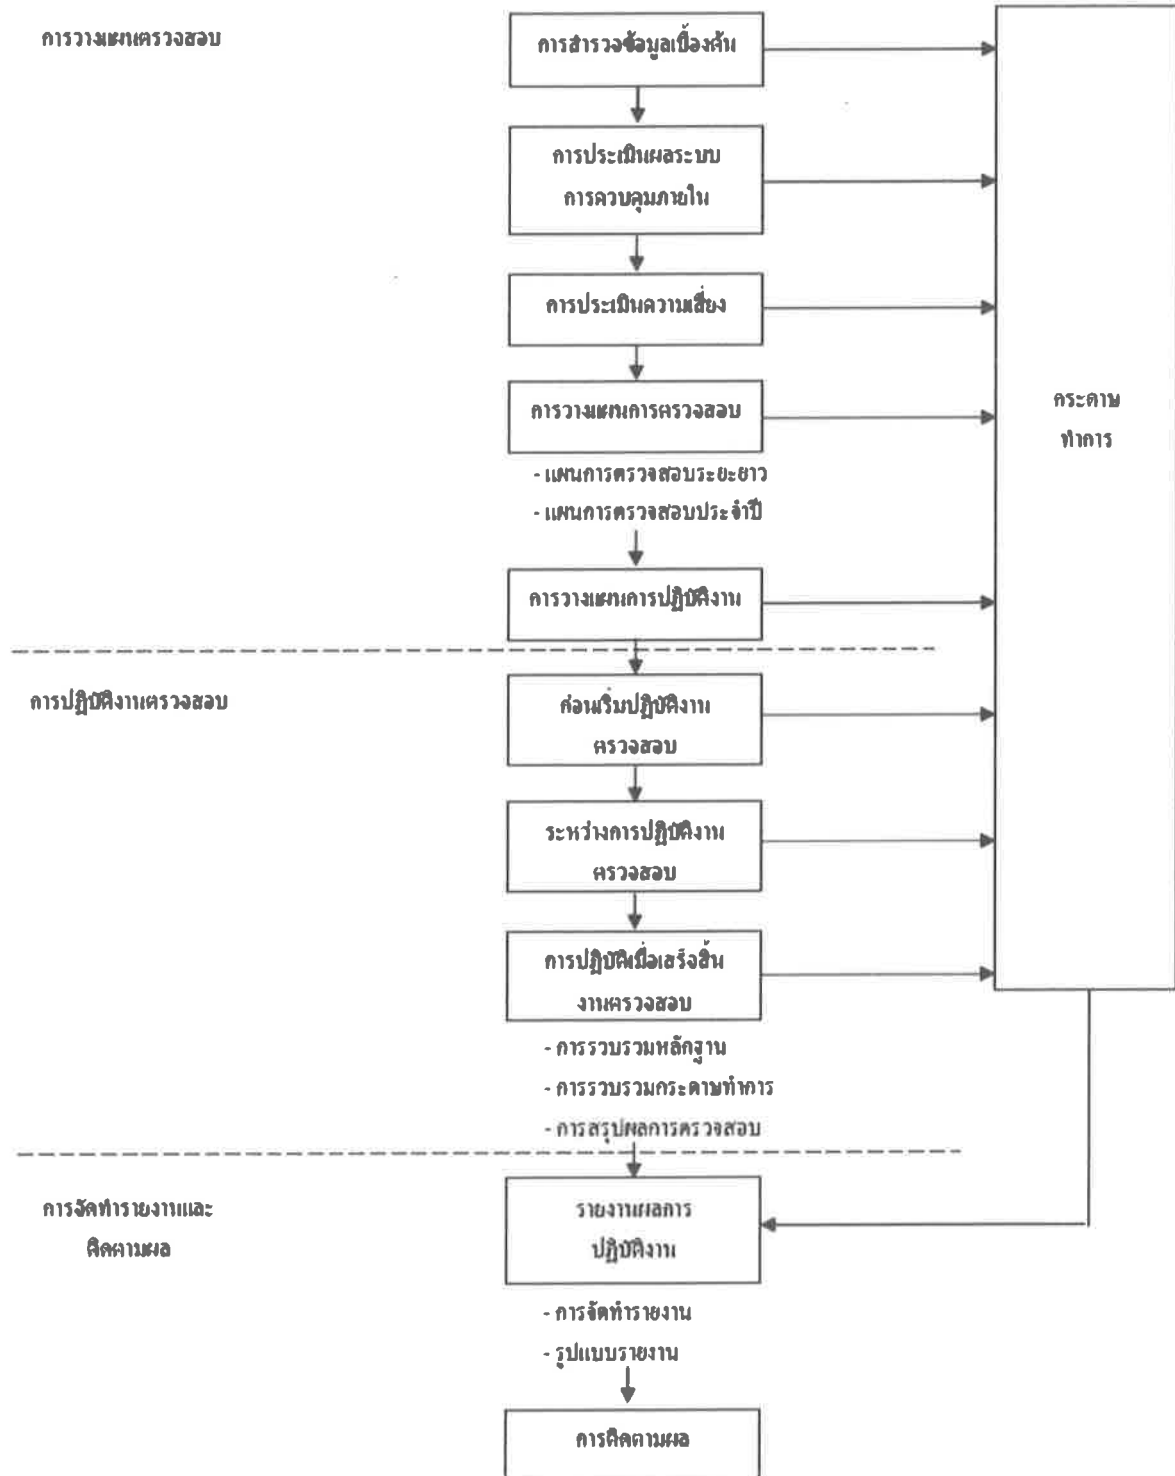 การวางแผนตรวจสอบ
การสำรวจข้อมูลเบื้องต้น
การประเมินผลระบบ
การควบคุมภายใน
การประเมินความเสี่ยง
การวางแผนการตรวจสอบ
- แผนการตรวจสอบระยะยาว
- แผนการตรวจสอบประจำปี
การวางแผนการปฏิบัติงาน
กระดาษ
ทำการ
การปฏิบัติงานตรวจสอบ
ก่อนเริ่มปฏิบัติงาน
ตรวจสอบ
ระหว่างการปฏิบัติงาน
ตรวจสอบ
การปฏิบัติเมื่อเสร็จสิ้น
งานตรวจสอบ
- การรวบรวมหลักฐาน
- การรวบรวมกระดาษทำการ
- การสรุปผลการตรวจสอบ
การจัดทำรายงานและ
ติดตามผล
รายงานผลการ
ปฏิบัติงาน
- การจัดทำรายงาน
- รูปแบบรายงาน
การติดตามผล